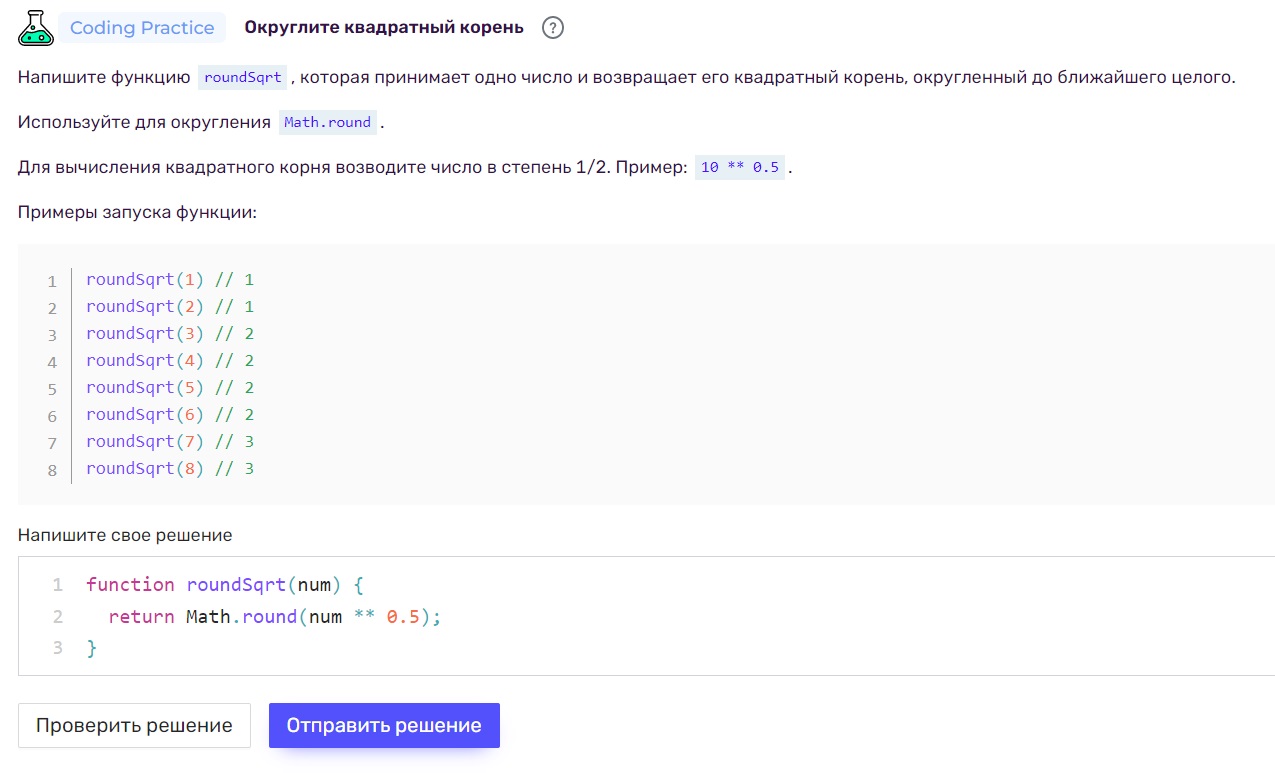 Coding Practice Округлите квадратный корень ?
Напишите функцию roundSqrt , которая принимает одно число и возвращает его квадратный корень, округленный до ближайшего целого.
Используйте для округления Math.round .
Для вычисления квадратного корня возводите число в степень 1/2. Пример: 10 ** 0.5 .
Примеры запуска функции:
1 roundSqrt(1) // 1
2 roundSqrt(2) // 1
3 roundSqrt(3) // 2
4 roundSqrt(4) // 2
5 roundSqrt(5) // 2
6 roundSqrt(6) // 2
7 roundSqrt(7) // 3
8 roundSqrt(8) // 3
Напишите свое решение
1 function roundSqrt(num) {
2 return Math.round(num ** 0.5);
3 }
Проверить решение Отправить решение